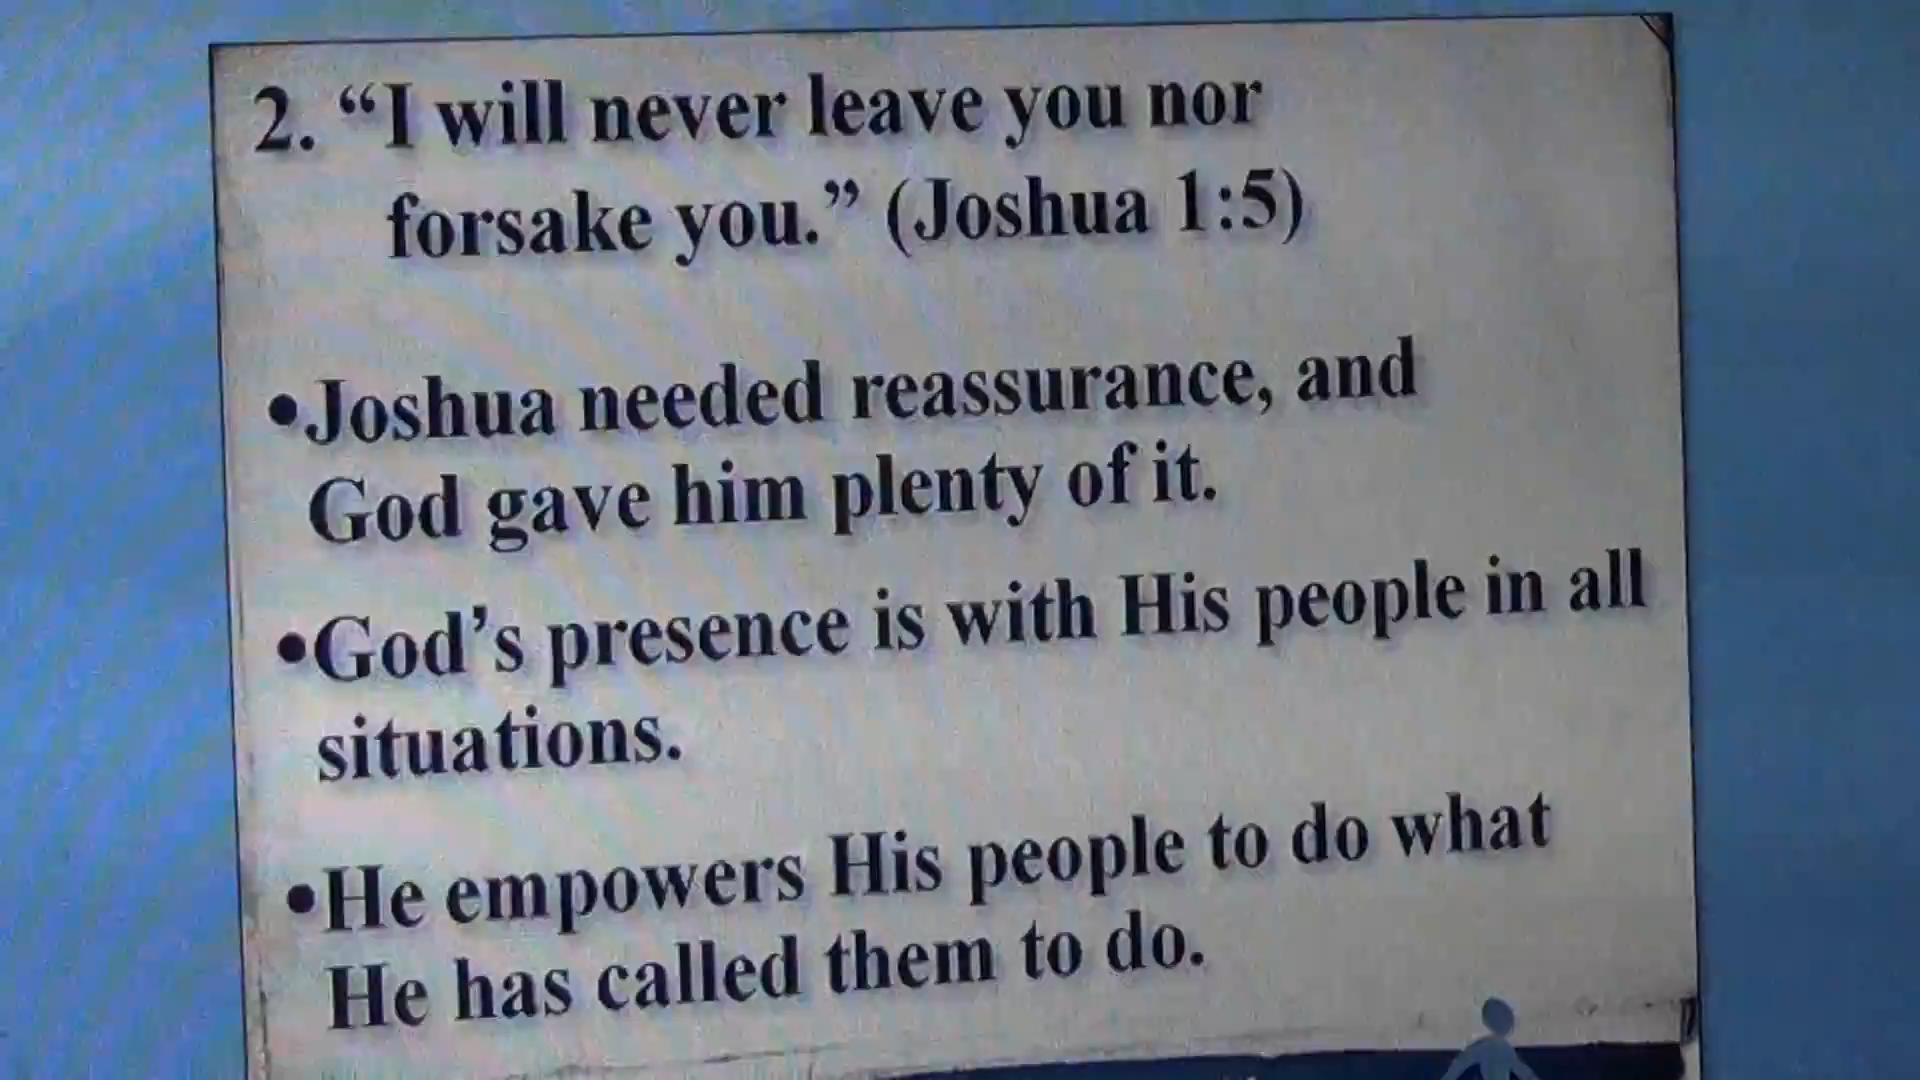 2. “I will never leave you nor
forsake you.” (Joshua 1:5)
•Joshua needed reassurance, and
God gave him plenty of it.
•God’s presence is with His people in all
situations.
•He empowers His people to do what
He has called them to do.